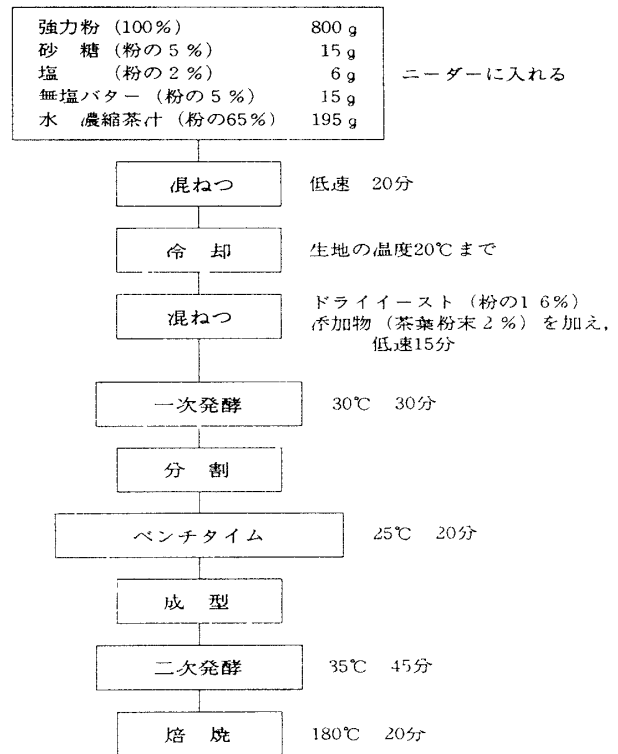 強力粉(100%) 800g
砂 糖(粉の5%) 15g
塩 (粉の2%) 6g
無塩バター(粉の5%) 15g
水 濃縮茶汁(粉の65%) 195g
ニーダーに入れる
混ねつ 低速 20分
冷 却 生地の温度20℃まで
混ねつ
ドライイースト(粉の1 6%)
添加物(茶葉粉末2%)を加え,
低速15分
一次発酵 30℃ 30分
分 割
ベンチタイム 25℃ 20分
成 型
二次発酵 35℃ 45分
焙 焼 180℃ 20分